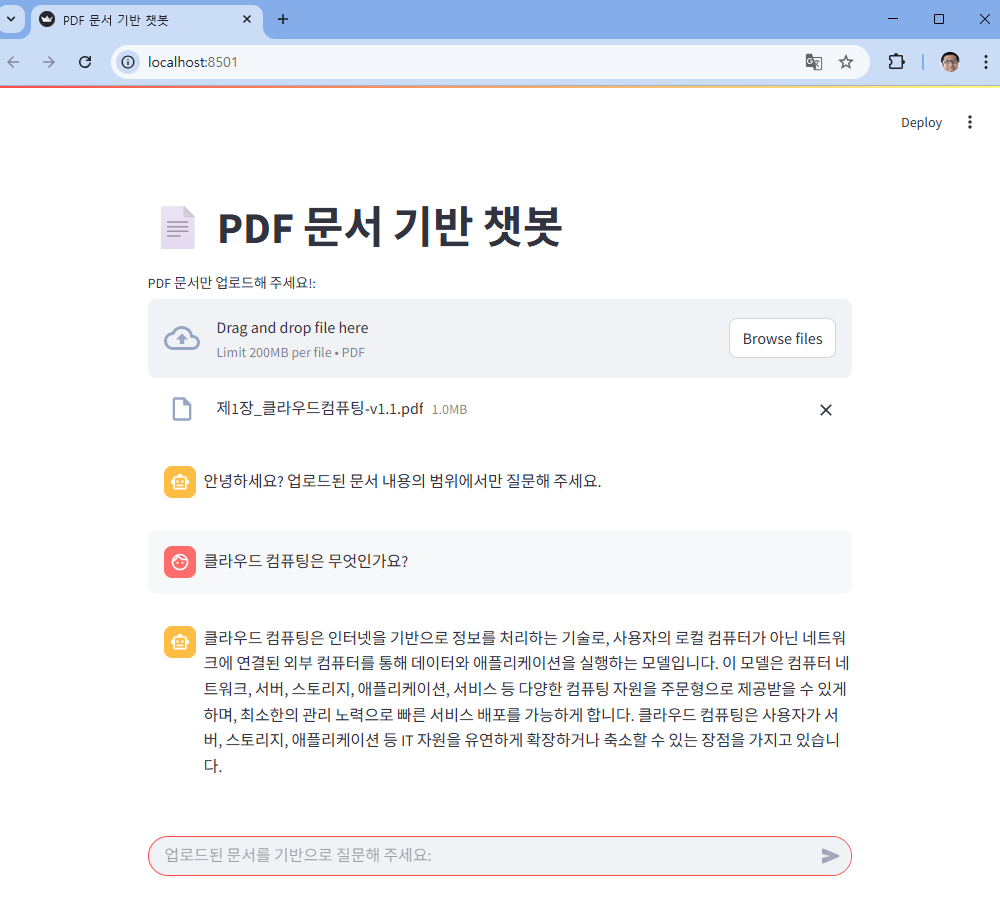 PDF 문서 기반 챗봇
localhost:8501
Deploy
PDF 문서 기반 챗봇
PDF 문서만 업로드해 주세요!:
Drag and drop file here
Limit 200MB per file • PDF
Browse files
제1장_클라우드컴퓨팅-v1.1.pdf 1.0MB
안녕하세요? 업로드된 문서 내용의 범위에서만 질문해 주세요.
클라우드 컴퓨팅은 무엇인가요?
클라우드 컴퓨팅은 인터넷을 기반으로 정보를 처리하는 기술로, 사용자의 로컬 컴퓨터가 아닌 네트워
크에 연결된 외부 컴퓨터를 통해 데이터와 애플리케이션을 실행하는 모델입니다. 이 모델은 컴퓨터 네
트워크, 서버, 스토리지, 애플리케이션, 서비스 등 다양한 컴퓨팅 자원을 주문형으로 제공받을 수 있게
하며, 최소한의 관리 노력으로 빠른 서비스 배포를 가능하게 합니다. 클라우드 컴퓨팅은 사용자가 서
버, 스토리지, 애플리케이션 등 IT 자원을 유연하게 확장하거나 축소할 수 있는 장점을 가지고 있습니
다.
업로드된 문서를 기반으로 질문해 주세요: